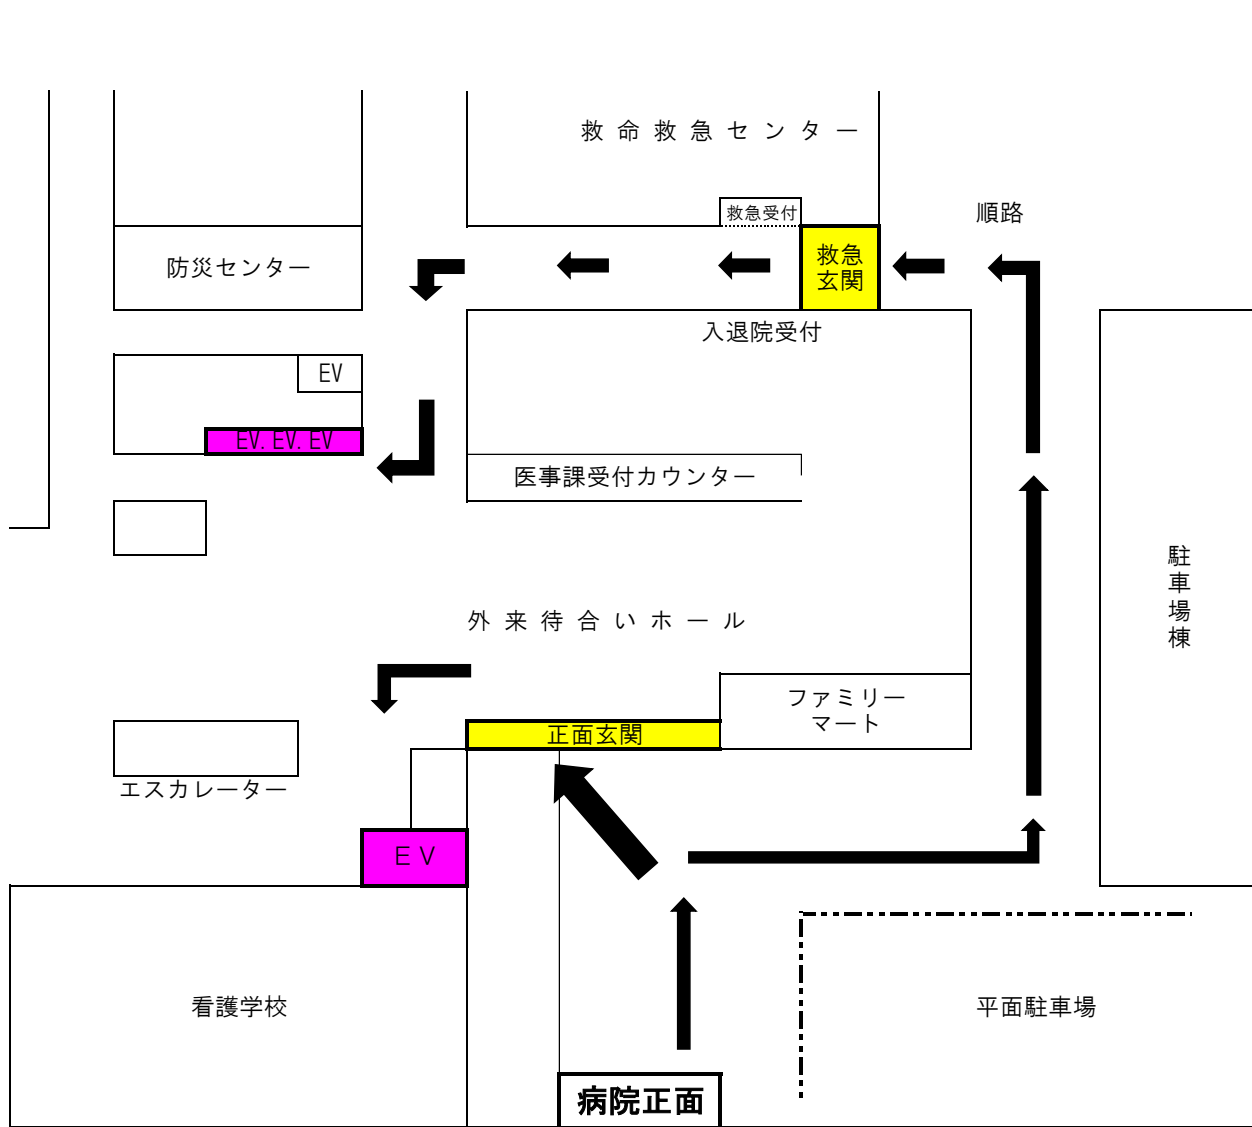 救命救急センター
救急受付
順路
防災センター
救急
玄関
入退院受付
EV
EV. EV. EV
医事課受付カウンター
駐車場棟
外来待合いホール
ファミリー
マート
正面玄関
エスカレーター
ＥＶ
看護学校
平面駐車場
病院正面